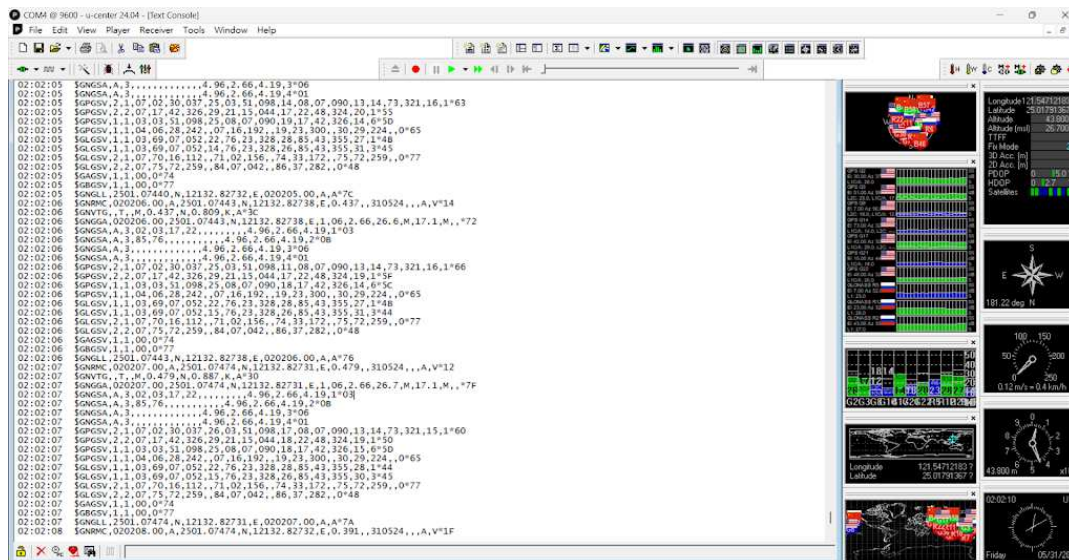 COM4 @ 9600 - u-center 24.04 - [Text Console]
File Edit View Player Receiver Tools Window Help
02:02:05 $GNGSA,A,3,,,,,,,,,,,,,4.96,2.66,4.19,3*06
02:02:05 $GNGSA,A,3,,,,,,,,,,,,,4.96,2.66,4.19,4*01
02:02:05 $GPGSV,2,1,07,02,30,037,25,03,51,098,14,08,07,090,13,14,73,321,16,1*63
02:02:05 $GPGSV,2,2,07,17,42,326,29,21,15,044,17,22,48,324,20,1*55
02:02:05 $GPGSV,1,1,03,03,51,098,25,08,07,090,19,17,42,326,14,6*5D
02:02:05 $GPGSV,1,1,04,06,28,242,,07,16,192,,19,23,300,,30,29,224,,0*65
02:02:05 $GLGSV,1,1,03,69,07,052,22,76,23,328,28,85,43,355,27,1*4B
02:02:05 $GLGSV,1,1,03,69,07,052,14,76,23,328,26,85,43,355,31,3*45
02:02:05 $GLGSV,2,1,07,70,16,112,,71,02,156,,74,33,172,,75,72,259,,0*77
02:02:05 $GLGSV,2,2,07,75,72,259,,84,07,042,,86,37,282,,0*48
02:02:05 $GAGSV,1,1,00,0*74
02:02:05 $GBGSV,1,1,00,0*77
02:02:05 $GNGLL,2501.07440,N,12132.82732,E,020205.00,A,A*7C
02:02:06 $GNRMC,020206.00,A,2501.07443,N,12132.82738,E,0.437,,310524,,,A,V*14
02:02:06 $GNVTG,,T,,M,0.437,N,0.809,K,A*3C
02:02:06 $GNGGA,020206.00,2501.07443,N,12132.82738,E,1,06,2.66,26.6,M,17.1,M,,*72
02:02:06 $GNGSA,A,3,02,03,17,22,,,,,,,,,4.96,2.66,4.19,1*03
02:02:06 $GNGSA,A,3,85,76,,,,,,,,,,,4.96,2.66,4.19,2*0B
02:02:06 $GNGSA,A,3,,,,,,,,,,,,,4.96,2.66,4.19,3*06
02:02:06 $GNGSA,A,3,,,,,,,,,,,,,4.96,2.66,4.19,4*01
02:02:06 $GPGSV,2,1,07,02,30,037,25,03,51,098,11,08,07,090,13,14,73,321,16,1*66
02:02:06 $GPGSV,2,2,07,17,42,326,29,21,15,044,17,22,48,324,19,1*5F
02:02:06 $GPGSV,1,1,03,03,51,098,25,08,07,090,18,17,42,326,14,6*5C
02:02:06 $GPGSV,1,1,04,06,28,242,,07,16,192,,19,23,300,,30,29,224,,0*65
02:02:06 $GLGSV,1,1,03,69,07,052,22,76,23,328,28,85,43,355,27,1*4B
02:02:06 $GLGSV,1,1,03,69,07,052,15,76,23,328,26,85,43,355,31,3*44
02:02:06 $GLGSV,2,1,07,70,16,112,,71,02,156,,74,33,172,,75,72,259,,0*77
02:02:06 $GLGSV,2,2,07,75,72,259,,84,07,042,,86,37,282,,0*48
02:02:06 $GAGSV,1,1,00,0*74
02:02:06 $GBGSV,1,1,00,0*77
02:02:06 $GNGLL,2501.07443,N,12132.82738,E,020206.00,A,A*76
02:02:07 $GNRMC,020207.00,A,2501.07474,N,12132.82731,E,0.479,,310524,,,A,V*12
02:02:07 $GNVTG,,T,,M,0.479,N,0.887,K,A*30
02:02:07 $GNGGA,020207.00,2501.07474,N,12132.82731,E,1,06,2.66,26.7,M,17.1,M,,*7F
02:02:07 $GNGSA,A,3,02,03,17,22,,,,,,,,,4.96,2.66,4.19,1*03
02:02:07 $GNGSA,A,3,85,76,,,,,,,,,,,4.96,2.66,4.19,2*0B
02:02:07 $GNGSA,A,3,,,,,,,,,,,,,4.96,2.66,4.19,3*06
02:02:07 $GNGSA,A,3,,,,,,,,,,,,,4.96,2.66,4.19,4*01
02:02:07 $GPGSV,2,1,07,02,30,037,26,03,51,098,17,08,07,090,13,14,73,321,15,1*60
02:02:07 $GPGSV,2,2,07,17,42,326,29,21,15,044,18,22,48,324,19,1*50
02:02:07 $GPGSV,1,1,03,03,51,098,25,08,07,090,18,17,42,326,15,6*5D
02:02:07 $GPGSV,1,1,04,06,28,242,,07,16,192,,19,23,300,,30,29,224,,0*65
02:02:07 $GLGSV,1,1,03,69,07,052,22,76,23,328,28,85,43,355,28,1*44
02:02:07 $GLGSV,1,1,03,69,07,052,15,76,23,328,26,85,43,355,30,3*45
02:02:07 $GLGSV,2,1,07,70,16,112,,71,02,156,,74,33,172,,75,72,259,,0*77
02:02:07 $GLGSV,2,2,07,75,72,259,,84,07,042,,86,37,282,,0*48
02:02:07 $GAGSV,1,1,00,0*74
02:02:07 $GBGSV,1,1,00,0*77
02:02:07 $GNGLL,2501.07474,N,12132.82731,E,020207.00,A,A*7A
02:02:08 $GNRMC,020208.00,A,2501.07474,N,12132.82732,E,0.391,,310524,,,A,V*1F
Longitude 121.54712183
Latitude 25.01791367
Altitude 43.800
Altitude (msl) 26.700
TTFF
Fix Mode
3D Acc. [m]
2D Acc. [m]
PDOP 0 5.0
HDOP 0 2.7
Satellites
S
E W
181.22 deg N
100 150
50 200
0 250
0.12 m/s = 0.4 km/h
Longitude 121.54712183 ?
Latitude 25.01791367 ?
43.800 m
02:02:10
Friday 05/31/20